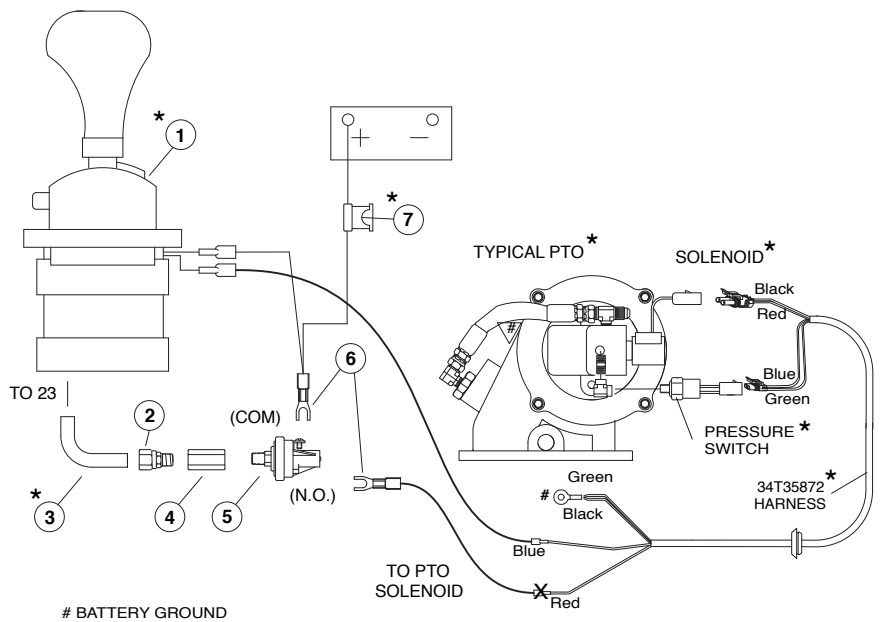 * 1
+ −
* 7
TYPICAL PTO *
SOLENOID *
Black
Red
#
Blue
Green
TO 23
6
2
(COM)
PRESSURE *
SWITCH
* 3
4
5
(N.O.)
Green
#
Black
*
34T35872
HARNESS
Blue
TO PTO
SOLENOID
X
Red
# BATTERY GROUND